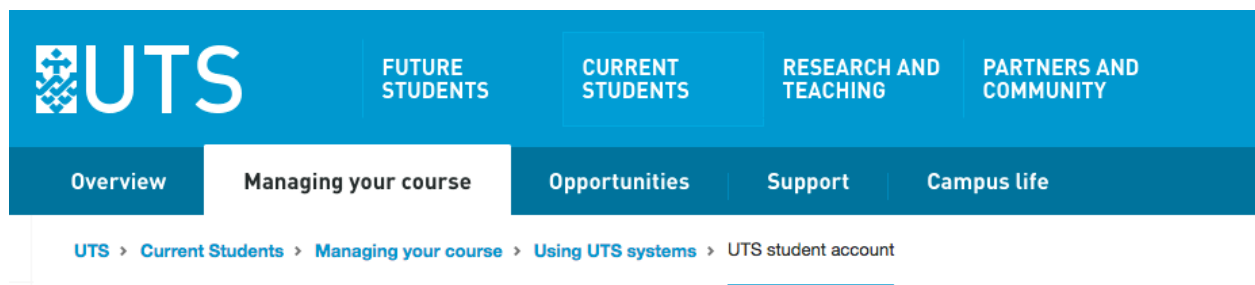 UTS
FUTURE
STUDENTS
CURRENT
STUDENTS
RESEARCH AND
TEACHING
PARTNERS AND
COMMUNITY
Overview Managing your course Opportunities Support Campus life
UTS › Current Students › Managing your course › Using UTS systems › UTS student account